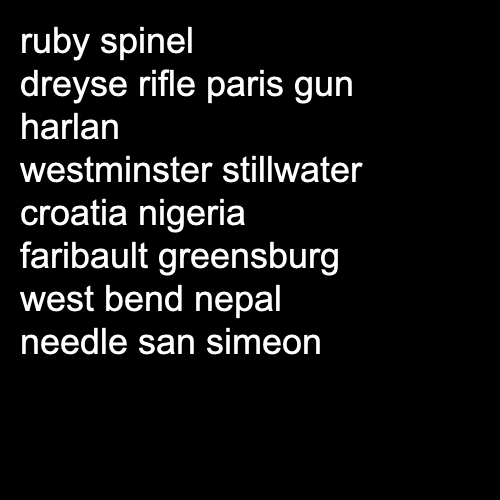 ruby spinel
dreyse rifle paris gun
harlan
westminster stillwater
croatia nigeria
faribault greensburg
west bend nepal
needle san simeon